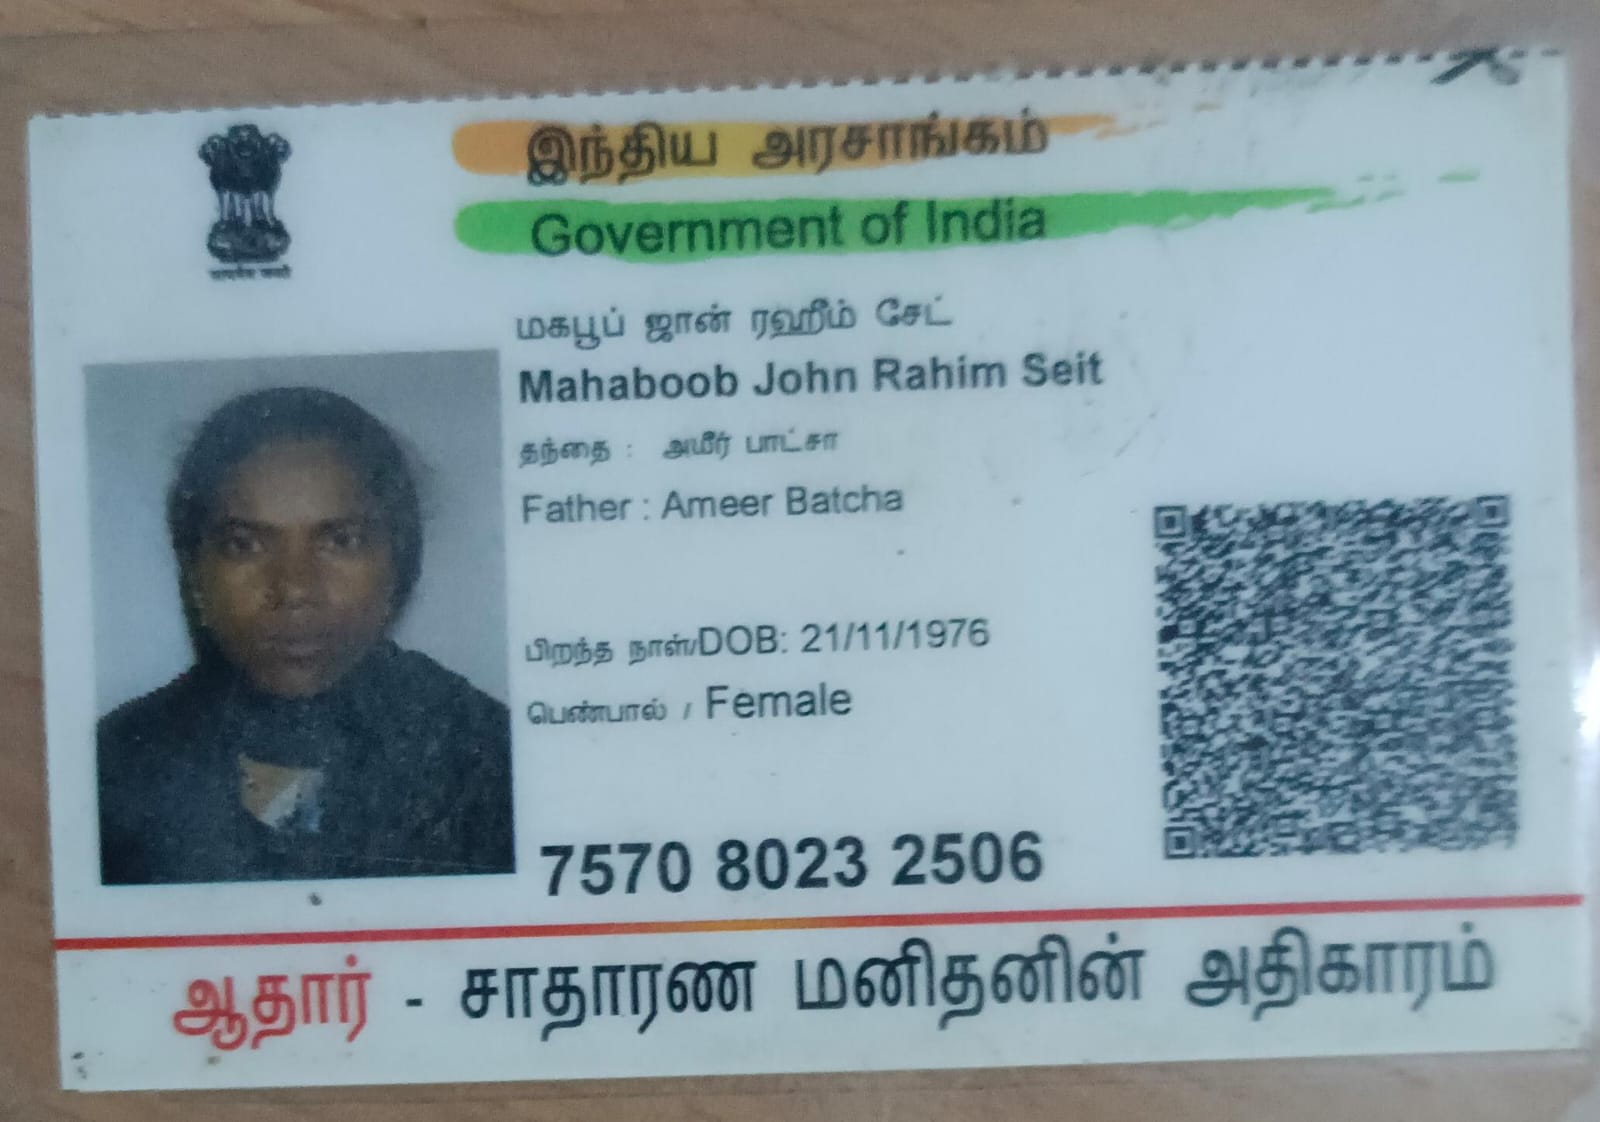 இந்திய அரசாங்கம்
Government of India
மகபூப் ஜான் ரஹீம் சேட்
Mahaboob John Rahim Seit
தந்தை : அமீர் பாட்சா
Father : Ameer Batcha
பிறந்த நாள்/DOB: 21/11/1976
பெண்பால் / Female
7570 8023 2506
ஆதார் - சாதாரண மனிதனின் அதிகாரம்